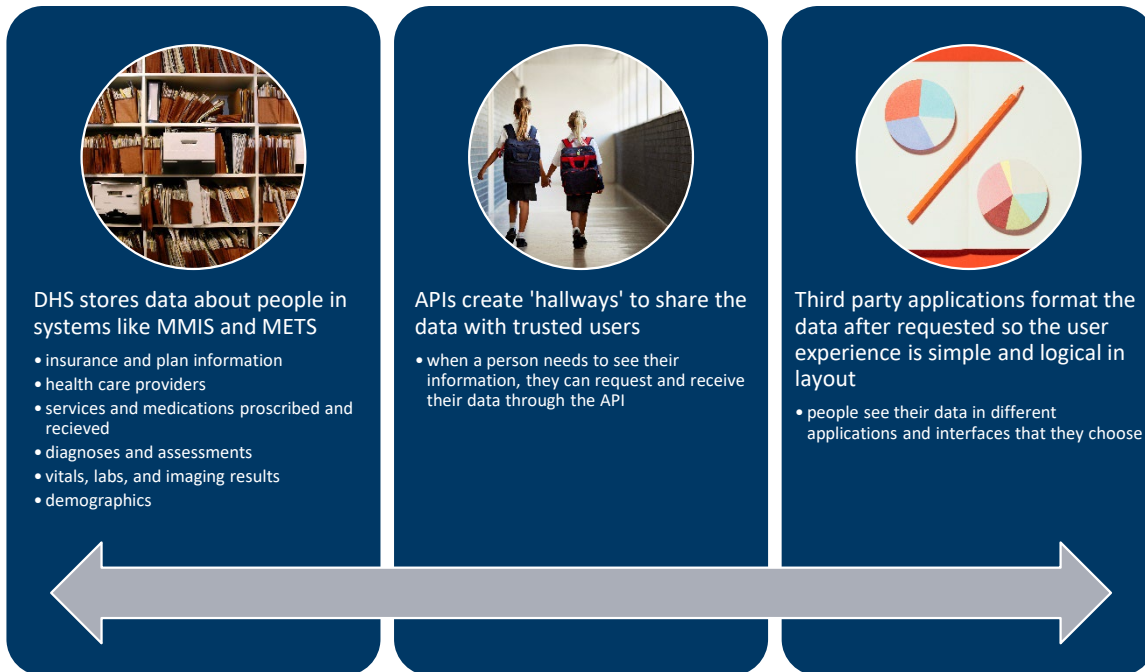 DHS stores data about people in
systems like MMIS and METS
• insurance and plan information
• health care providers
• services and medications proscribed and
recieved
• diagnoses and assessments
• vitals, labs, and imaging results
• demographics
APIs create 'hallways' to share the
data with trusted users
• when a person needs to see their
information, they can request and receive
their data through the API
Third party applications format the
data after requested so the user
experience is simple and logical in
layout
• people see their data in different
applications and interfaces that they choose